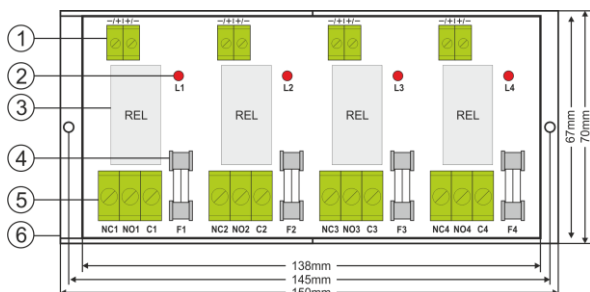 -/+ +/- -/+ +/- -/+ +/- -/+ +/-
1
2
L1 L2 L3 L4
3
REL REL REL REL
4
5
NC1 NO1 C1 F1 NC2 NO2 C2 F2 NC3 NO3 C3 F3 NC4 NO4 C4 F4
6
67mm
70mm
138mm
145mm
150mm